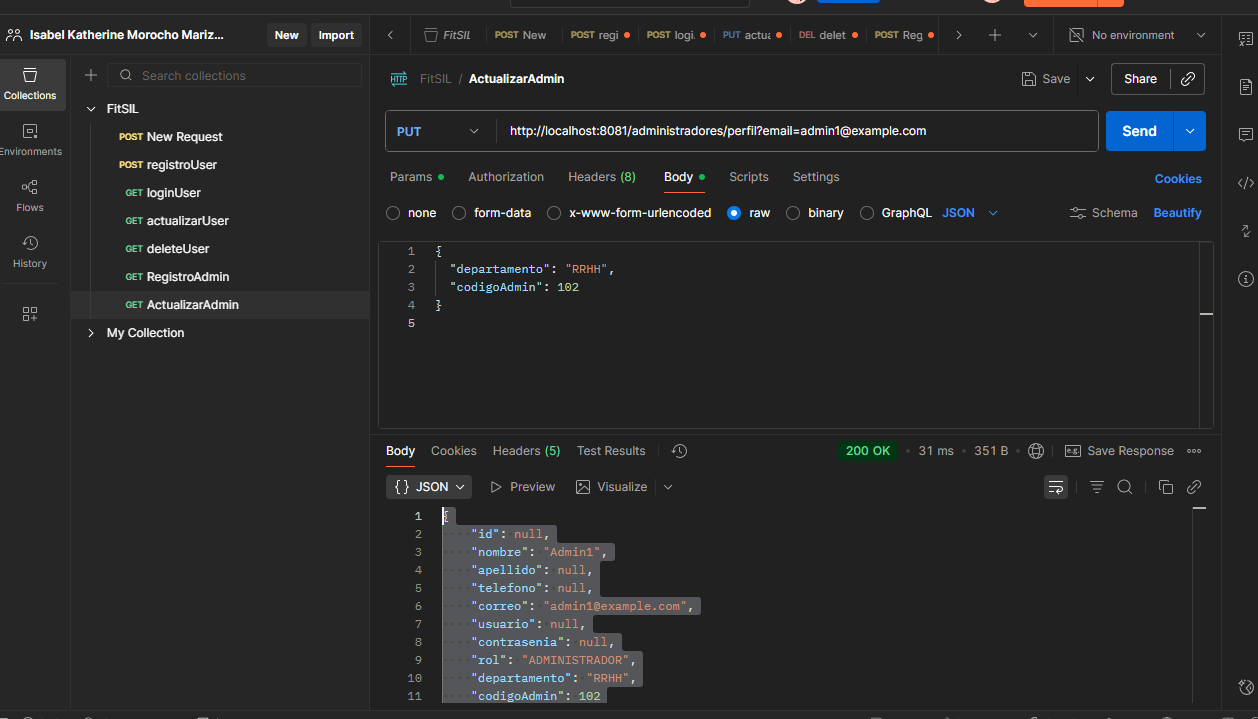 Isabel Katherine Morocho Mariz...
New
Import
FitSIL
POST New
POST regi
POST logi.
PUT actua
DEL delet
POST Reg
No environment
Collections
Environments
Flows
History
Search collections
FitSIL
POST New Request
POST registroUser
GET loginUser
GET actualizarUser
GET deleteUser
GET RegistroAdmin
GET ActualizarAdmin
My Collection
HTTP FitSIL / ActualizarAdmin
Save
Share
PUT
http://localhost:8081/administradores/perfil?email=admin1@example.com
Send
Params
Authorization
Headers (8)
Body
Scripts
Settings
Cookies
none
form-data
x-www-form-urlencoded
raw
binary
GraphQL
JSON
Schema
Beautify
1 {
2 "departamento": "RRHH",
3 "codigoAdmin": 102
4 }
5
Body
Cookies
Headers (5)
Test Results
200 OK
31 ms
351 B
e.g. Save Response
{} JSON
Preview
Visualize
1 {
2 "id": null,
3 "nombre": "Admin1",
4 "apellido": null,
5 "telefono": null,
6 "correo": "admin1@example.com",
7 "usuario": null,
8 "contrasenia": null,
9 "rol": "ADMINISTRADOR",
10 "departamento": "RRHH",
11 "codigoAdmin": 102